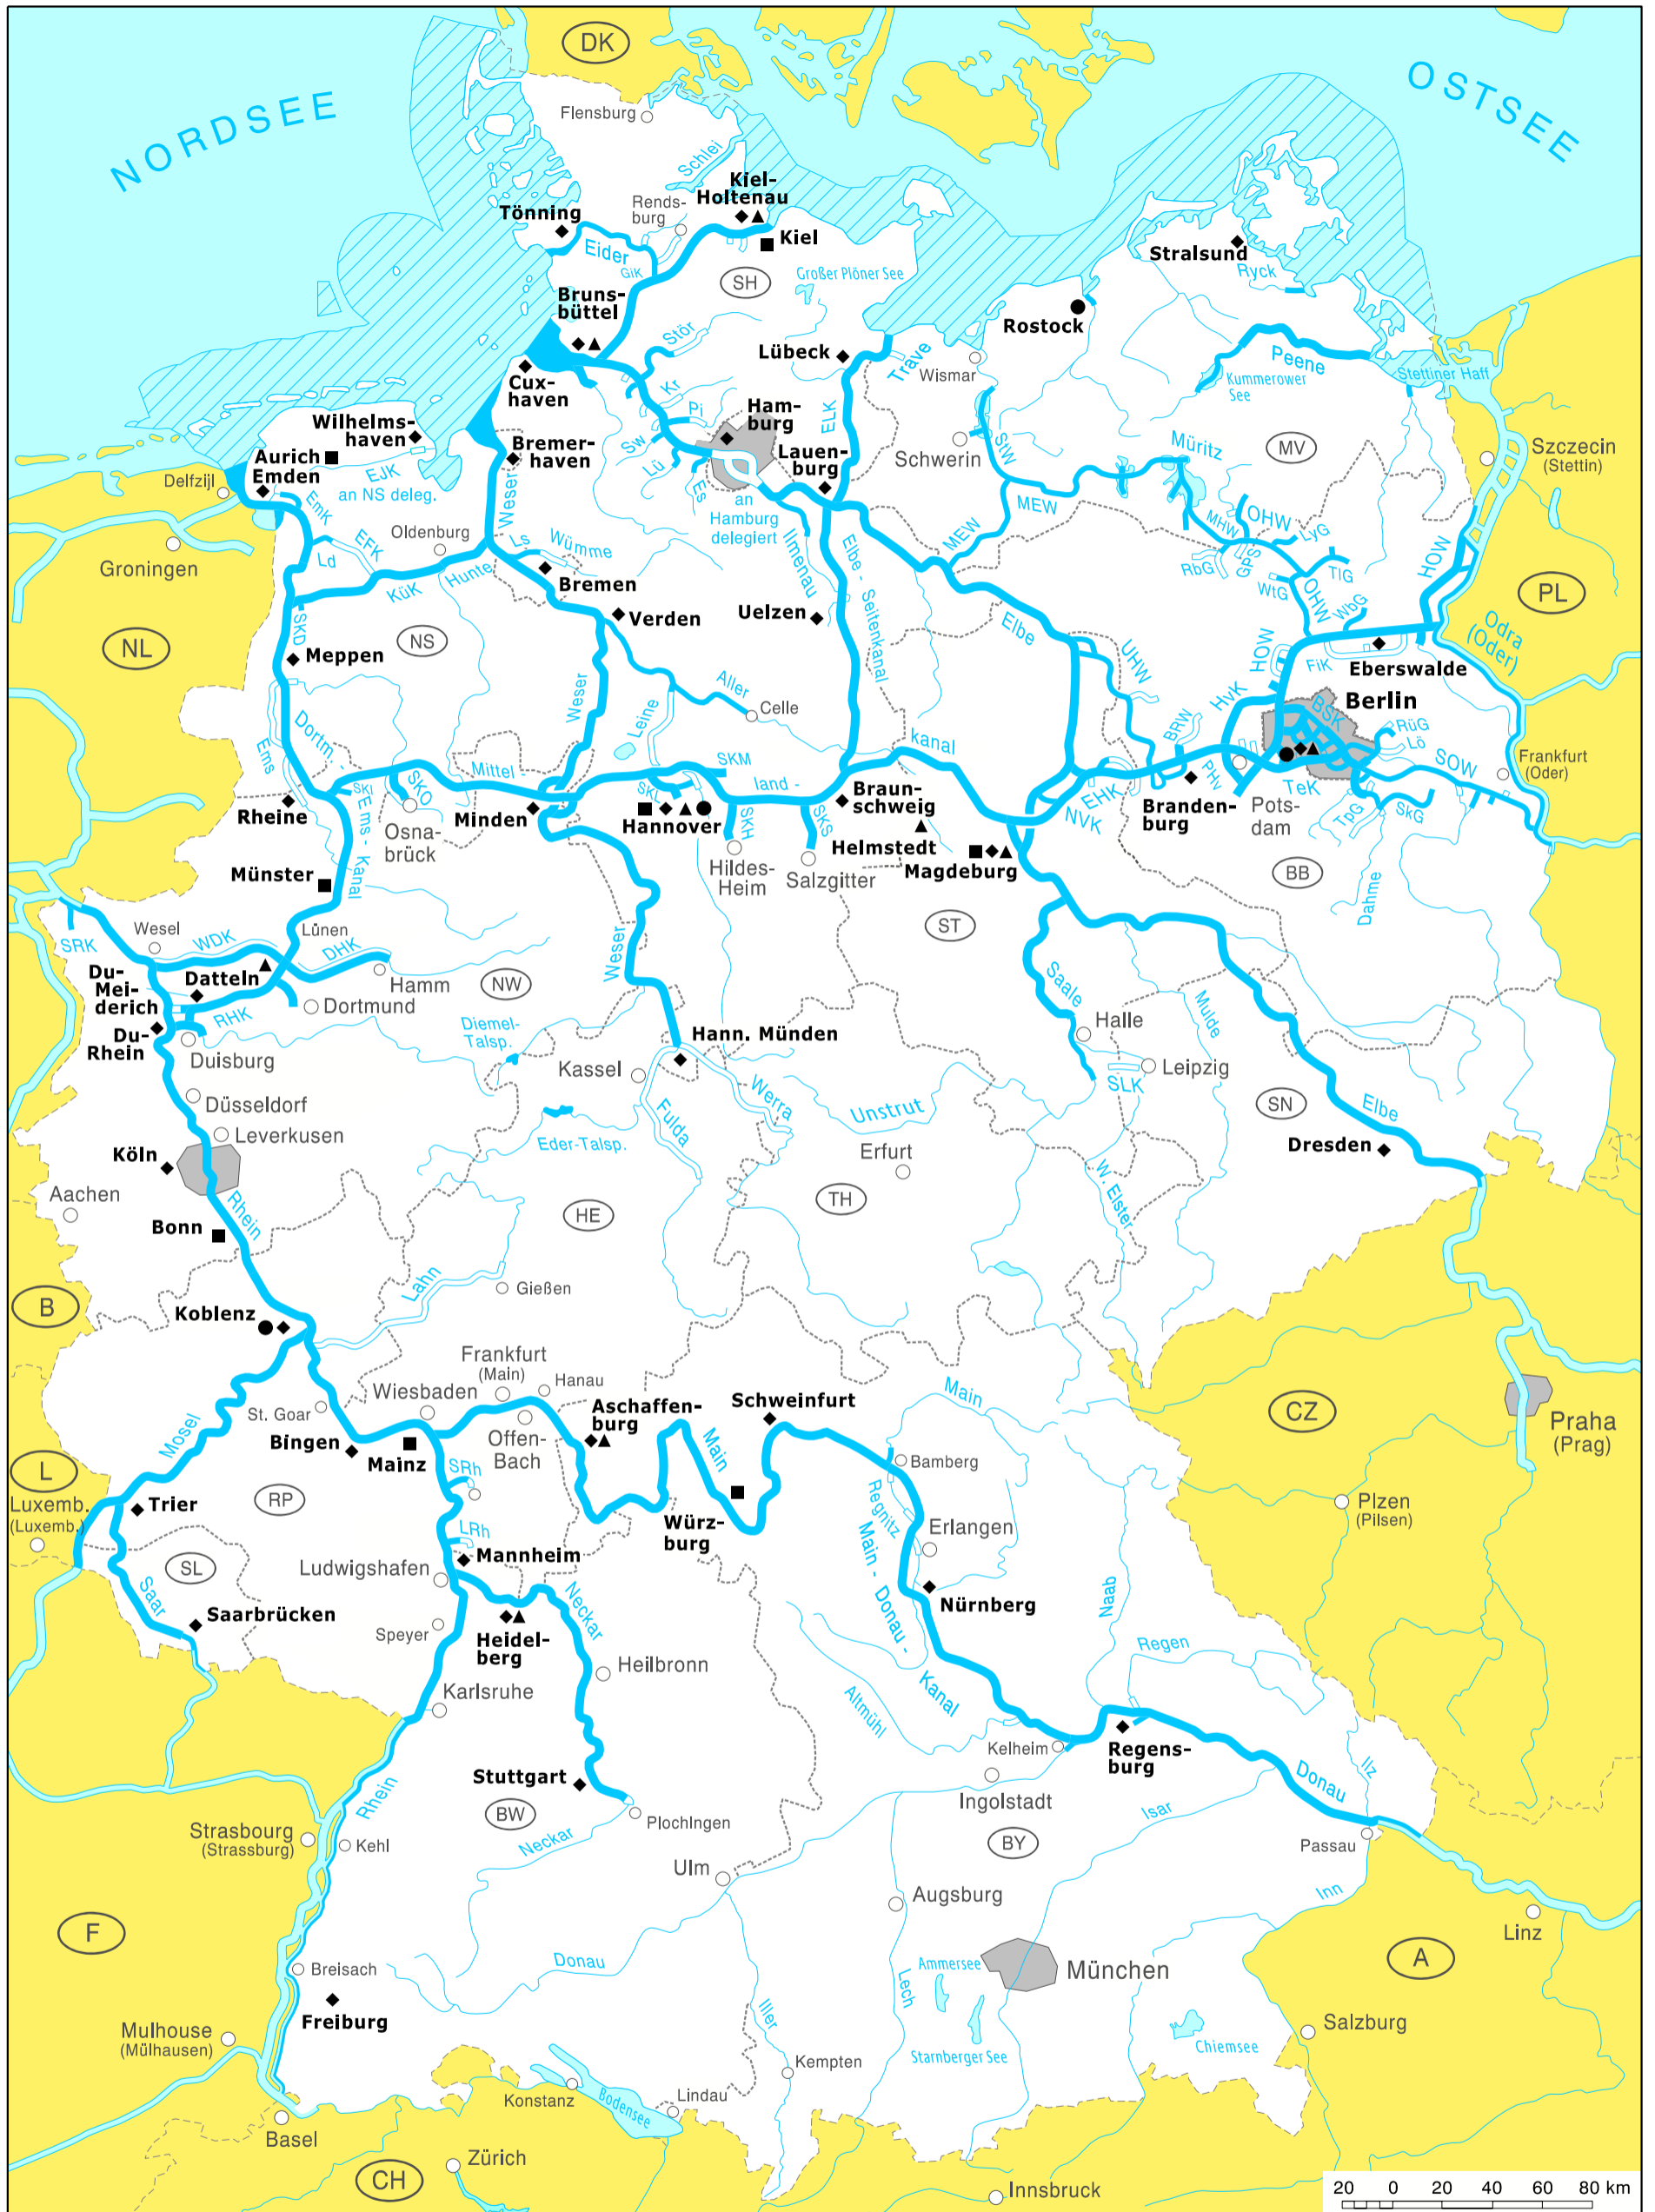 DK
NORDSEE
OSTSEE
Flensburg
Schlei
Kiel-
Holtenau
Rends-
burg
Tönning
Kiel
Eider
GiK
SH
Großer Plöner See
Stralsund
Ryck
Bruns-
büttel
Rostock
Stör
Lübeck
Trave
Wismar
Peene
Kummerower
See
Stettiner Haff
Cux-
haven
Kr
Pi
Ham-
burg
ELK
Wilhelms-
haven
Bremer-
haven
Sw
Lü
Es
Lauen-
burg
Schwerin
StW
Müritz
MV
Szczecin
(Stettin)
Aurich
Emden
Delfzijl
EJK
an NS deleg.
EmK
Weser
an
Hamburg
delegiert
MEW
MEW
MHW
OHW
LyG
Oldenburg
Groningen
EFK
Ld
Ls
Wümme
Ilmenau
Elbe - Seitenkanal
RbG
GPS
TlG
HOW
Hunte
KüK
Bremen
WtG
OHW
WbG
PL
Verden
Uelzen
Elbe
Odra
(Oder)
SKD
NS
NL
Meppen
UHW
HOW
FiK
Eberswalde
Weser
Aller
Celle
Leine
HvK
Berlin
BSK
RüG
Lö
Dortm. -
Ems
BRW
kanal
SKM
SOW
Frankfurt
(Oder)
Mittel -
SKO
SKi
Ems - Kanal
land -
SKL
PHv
TeK
Rheine
Osna-
brück
Minden
Hannover
Braun-
schweig
EHK
NVK
Branden-
burg
Pots-
dam
TpG
SkG
SKH
SKS
Helmstedt
Magdeburg
Münster
Hildes-
Heim
Salzgitter
BB
Dahme
Wesel
SRK
WDK
Lünen
DHK
ST
Weser
Du-
Mei-
derich
Datteln
Hamm
NW
Saale
Mulde
Dortmund
RHK
Du-
Rhein
Duisburg
Diemel-
Talsp.
Hann. Münden
Halle
Kassel
Leipzig
SLK
Werra
Düsseldorf
Fulda
Unstrut
SN
Elbe
Leverkusen
Eder-Talsp.
Köln
Erfurt
Dresden
Aachen
Rhein
TH
W. Elster
Bonn
HE
Lahn
Gießen
B
Koblenz
Frankfurt
(Main)
Hanau
Wiesbaden
Aschaffen-
burg
Schweinfurt
Main
CZ
Praha
(Prag)
St. Goar
Mosel
Bingen
Mainz
Offen-
Bach
Main
Bamberg
L
Luxemb.
(Luxemb.)
Trier
RP
SRh
Würz-
burg
Regnitz
Plzen
(Pilsen)
Erlangen
SL
LRh
Mannheim
Ludwigshafen
Main - Donau -
Kanal
Saar
Saarbrücken
Neckar
Nürnberg
Naab
Speyer
Heidel-
berg
Regen
Heilbronn
Karlsruhe
Altmühl
Kelheim
Regens-
burg
Stuttgart
Ingolstadt
Donau
Ilz
Rhein
BW
Plochingen
Isar
Strasbourg
(Strassburg)
Kehl
Neckar
BY
Passau
Ulm
Augsburg
Inn
F
Linz
A
Donau
Breisach
Ammersee
München
Lech
Freiburg
Iller
Salzburg
Mulhouse
(Mülhausen)
Chiemsee
Starnberger See
Kempten
Konstanz
Bodensee
Lindau
Basel
Zürich
CH
Innsbruck
20 0 20 40 60 80 km